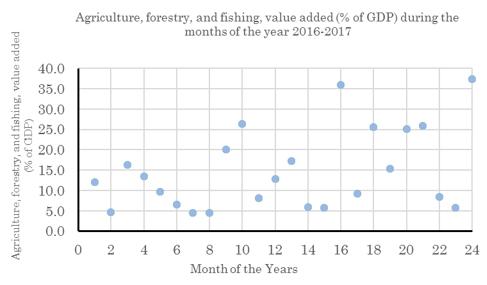 Agriculture, forestry, and fishing, value added (% of GDP) during the
months of the year 2016-2017
Agriculture, forestry, and fishing, value added
(% of GDP)
40.0
35.0
30.0
25.0
20.0
15.0
10.0
5.0
0.0
0 2 4 6 8 10 12 14 16 18 20 22 24
Month of the Years